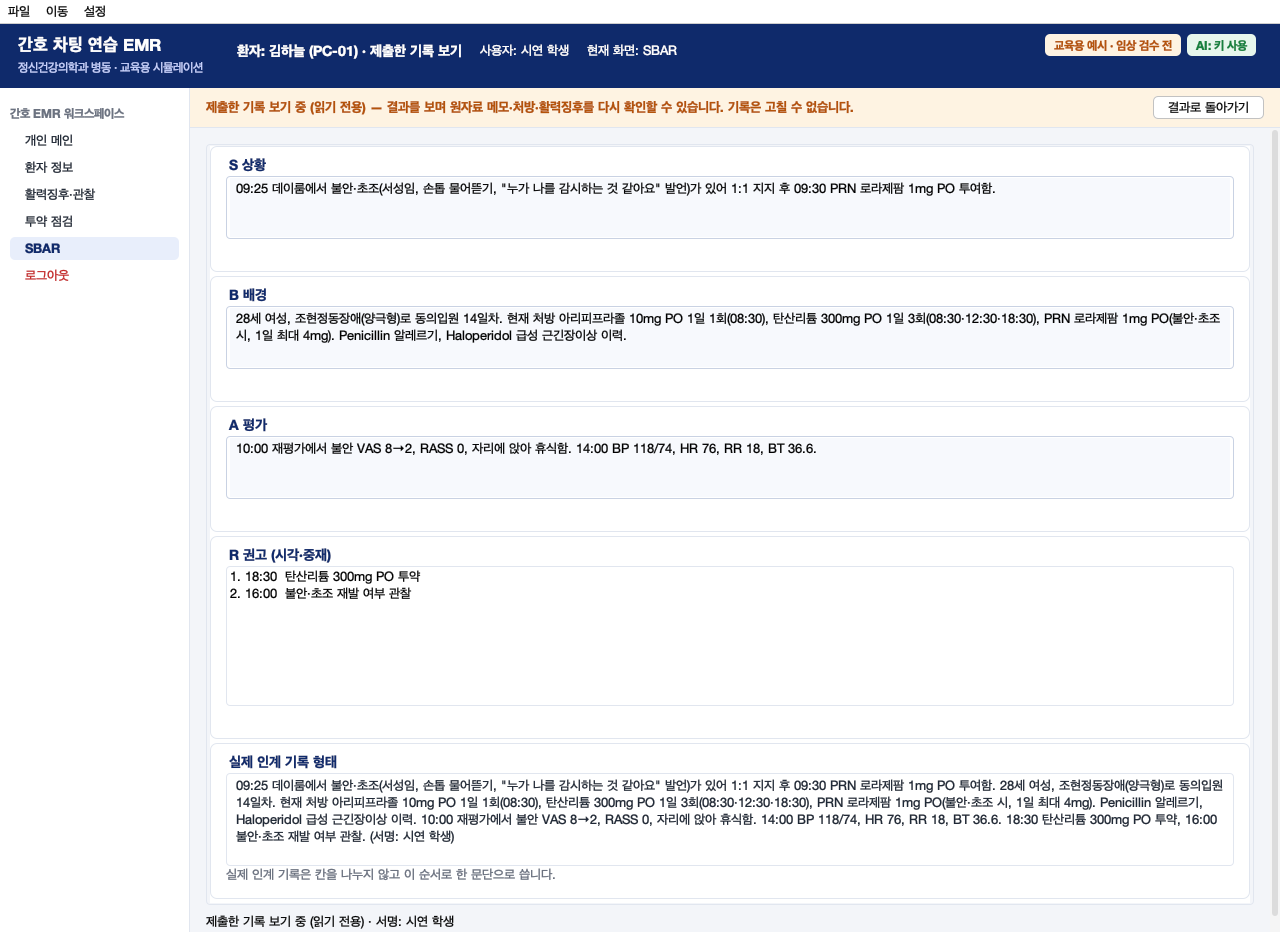 파일 이동 설정
간호 차팅 연습 EMR
정신건강의학과 병동 · 교육용 시뮬레이션
환자: 김하늘 (PC-01) · 제출한 기록 보기 사용자: 시연 학생 현재 화면: SBAR
교육용 예시 · 임상 검수 전
AI: 키 사용
간호 EMR 워크스페이스
개인 메인
환자 정보
활력징후·관찰
투약 점검
SBAR
로그아웃
제출한 기록 보기 중 (읽기 전용) — 결과를 보며 원자료 메모·처방·활력징후를 다시 확인할 수 있습니다. 기록은 고칠 수 없습니다.
결과로 돌아가기
S 상황
09:25 데이룸에서 불안·초조(서성임, 손톱 물어뜯기, "누가 나를 감시하는 것 같아요" 발언)가 있어 1:1 지지 후 09:30 PRN 로라제팜 1mg PO 투여함.
B 배경
28세 여성, 조현정동장애(양극형)로 동의입원 14일차. 현재 처방 아리피프라졸 10mg PO 1일 1회(08:30), 탄산리튬 300mg PO 1일 3회(08:30·12:30·18:30), PRN 로라제팜 1mg PO(불안·초조
시, 1일 최대 4mg). Penicillin 알레르기, Haloperidol 급성 근긴장이상 이력.
A 평가
10:00 재평가에서 불안 VAS 8→2, RASS 0, 자리에 앉아 휴식함. 14:00 BP 118/74, HR 76, RR 18, BT 36.6.
R 권고 (시각·중재)
1. 18:30 탄산리튬 300mg PO 투약
2. 16:00 불안·초조 재발 여부 관찰
실제 인계 기록 형태
09:25 데이룸에서 불안·초조(서성임, 손톱 물어뜯기, "누가 나를 감시하는 것 같아요" 발언)가 있어 1:1 지지 후 09:30 PRN 로라제팜 1mg PO 투여함. 28세 여성, 조현정동장애(양극형)로 동의입원
14일차. 현재 처방 아리피프라졸 10mg PO 1일 1회(08:30), 탄산리튬 300mg PO 1일 3회(08:30·12:30·18:30), PRN 로라제팜 1mg PO(불안·초조 시, 1일 최대 4mg). Penicillin 알레르기,
Haloperidol 급성 근긴장이상 이력. 10:00 재평가에서 불안 VAS 8→2, RASS 0, 자리에 앉아 휴식함. 14:00 BP 118/74, HR 76, RR 18, BT 36.6. 18:30 탄산리튬 300mg PO 투약, 16:00
불안·초조 재발 여부 관찰. (서명: 시연 학생)
실제 인계 기록은 칸을 나누지 않고 이 순서로 한 문단으로 씁니다.
제출한 기록 보기 중 (읽기 전용) · 서명: 시연 학생